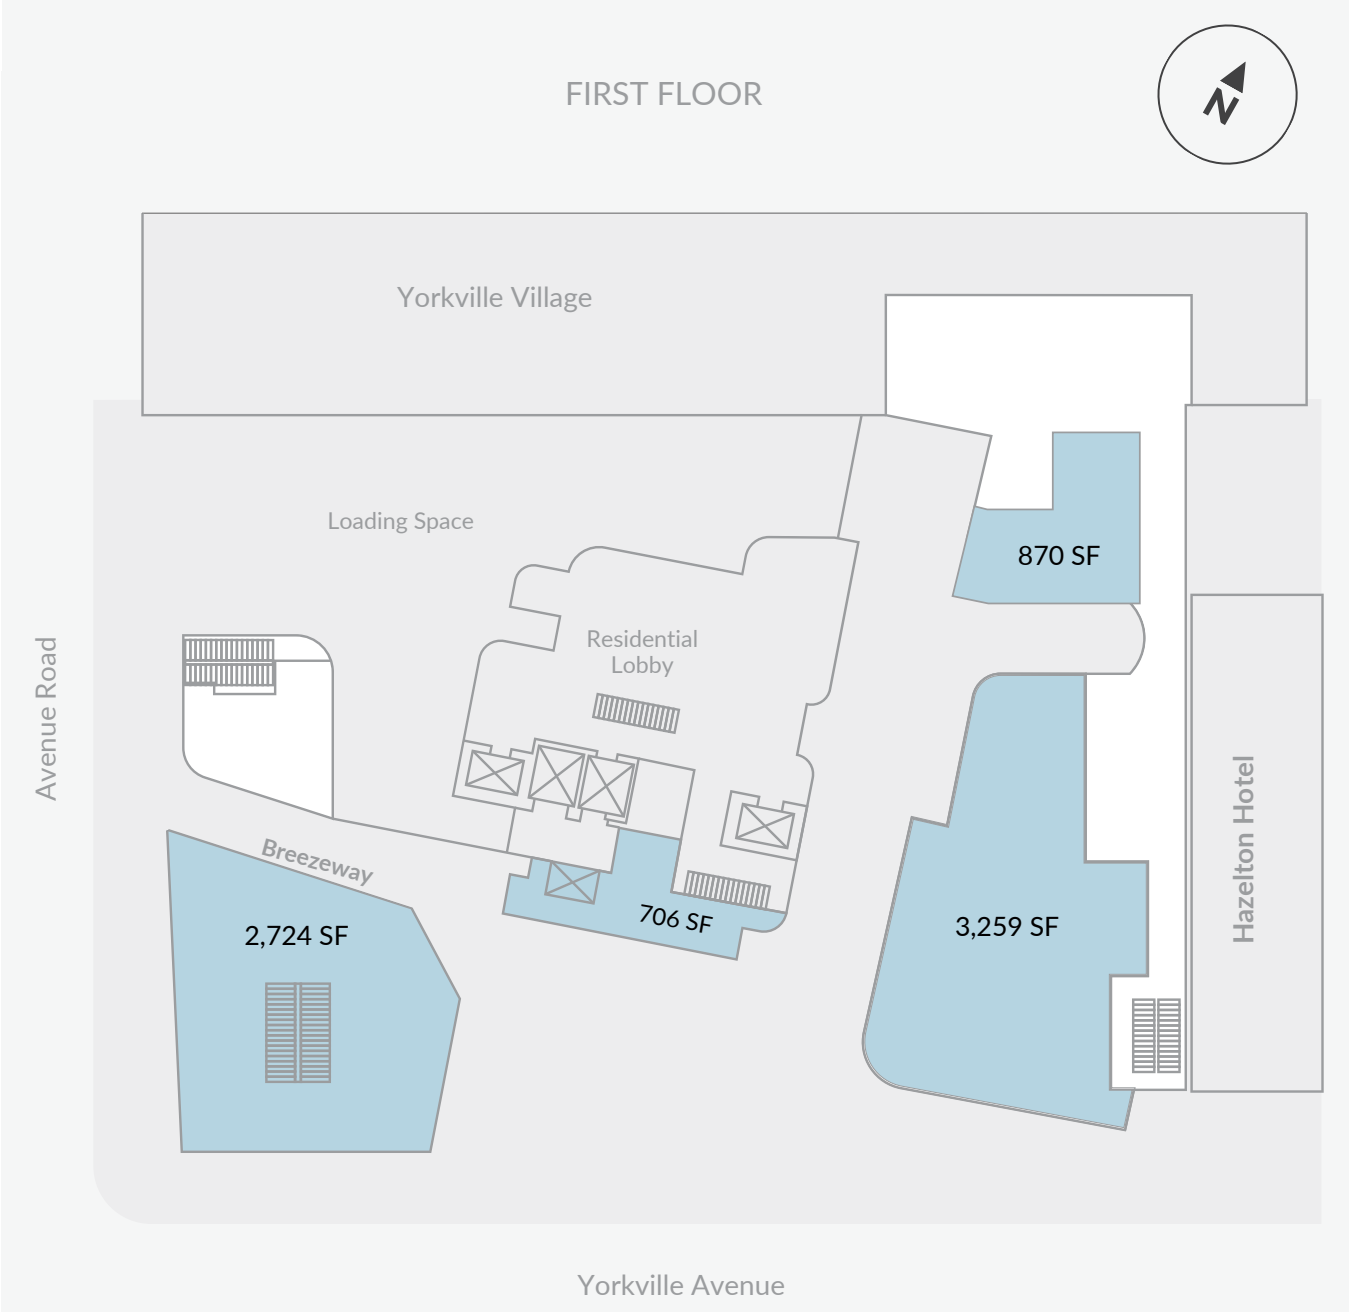 FIRST FLOOR
N
Yorkville Village
Loading Space
870 SF
Residential
Lobby
Avenue Road
Breezeway
2,724 SF
706 SF
3,259 SF
Hazelton Hotel
Yorkville Avenue